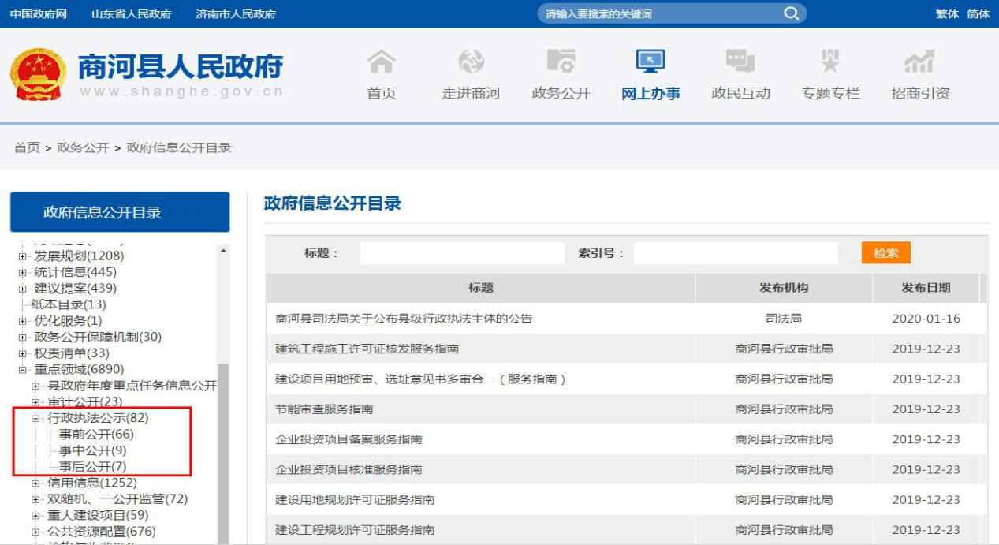 中国政府网 山东省人民政府 济南市人民政府 请输入要搜索的关键词 繁体 简体
商河县人民政府
www.shanghe.gov.cn
首页 走进商河 政务公开 网上办事 政民互动 专题专栏 招商引资
首页 > 政务公开 > 政府信息公开目录
政府信息公开目录 >
发展规划(1208)
统计信息(445)
建议提案(439)
纸本目录(13)
优化服务(1)
政务公开保障机制(30)
权责清单(33)
重点领域(6890)
县政府年度重点任务信息公开
审计公开(23)
行政执法公示(82)
事前公开(66)
事中公开(9)
事后公开(7)
信用信息(1252)
双随机、一公开监管(72)
重大建设项目(59)
公共资源配置(676)
政府信息公开目录
标题： 索引号： 检索
标题 发布机构 发布日期
商河县司法局关于公布县级行政执法主体的公告 司法局 2020-01-16
建筑工程施工许可证核发服务指南 商河县行政审批局 2019-12-23
建设项目用地预审、选址意见书多审合一（服务指南） 商河县行政审批局 2019-12-23
节能审查服务指南 商河县行政审批局 2019-12-23
企业投资项目备案服务指南 商河县行政审批局 2019-12-23
企业投资项目核准服务指南 商河县行政审批局 2019-12-23
建设用地规划许可证服务指南 商河县行政审批局 2019-12-23
建设工程规划许可证服务指南 商河县行政审批局 2019-12-23